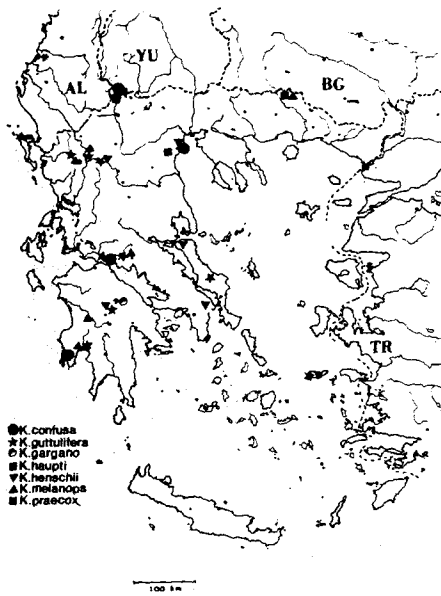 YU
AL
BG
TR
K.confusa
K.guttulifera
K.gargano
K.haupti
K.henschii
K.melanops
K.praecox
100 km